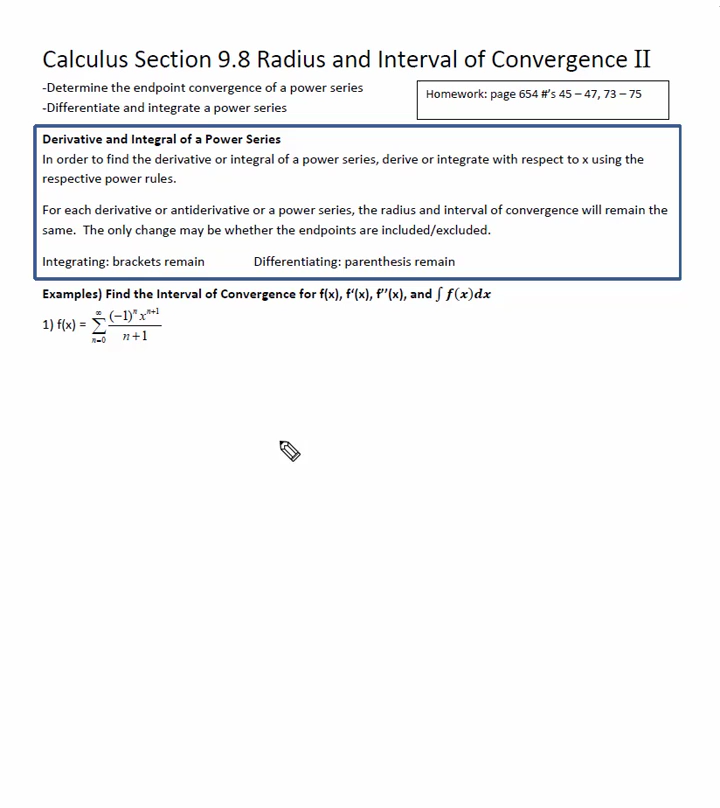 Calculus Section 9.8 Radius and Interval of Convergence II
-Determine the endpoint convergence of a power series
-Differentiate and integrate a power series
Homework: page 654 #'s 45 – 47, 73 – 75
Derivative and Integral of a Power Series
In order to find the derivative or integral of a power series, derive or integrate with respect to x using the
respective power rules.
For each derivative or antiderivative or a power series, the radius and interval of convergence will remain the
same. The only change may be whether the endpoints are included/excluded.
Integrating: brackets remain Differentiating: parenthesis remain
Examples) Find the Interval of Convergence for f(x), f'(x), f''(x), and ∫ f(x)dx
1) f(x) = ∑_{n=0}^{∞} (-1)^n x^{n+1} / (n+1)